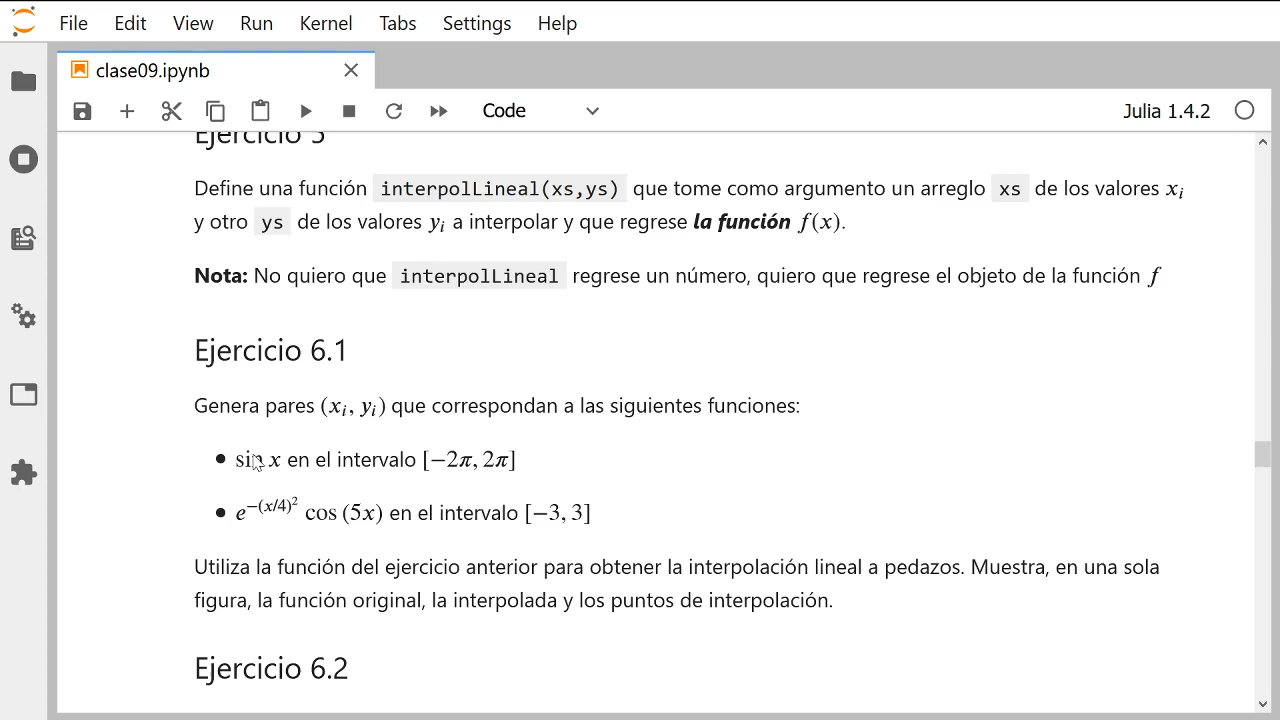 File Edit View Run Kernel Tabs Settings Help
clase09.ipynb
Code
Julia 1.4.2
Ejercicio 5
Define una función interpolLineal(xs,ys) que tome como argumento un arreglo xs de los valores xᵢ
y otro ys de los valores yᵢ a interpolar y que regrese la función f(x).
Nota: No quiero que interpolLineal regrese un número, quiero que regrese el objeto de la función f
Ejercicio 6.1
Genera pares (xᵢ, yᵢ) que correspondan a las siguientes funciones:
• sin x en el intervalo [−2π, 2π]
• e^{−(x/4)²} cos (5x) en el intervalo [−3, 3]
Utiliza la función del ejercicio anterior para obtener la interpolación lineal a pedazos. Muestra, en una sola
figura, la función original, la interpolada y los puntos de interpolación.
Ejercicio 6.2